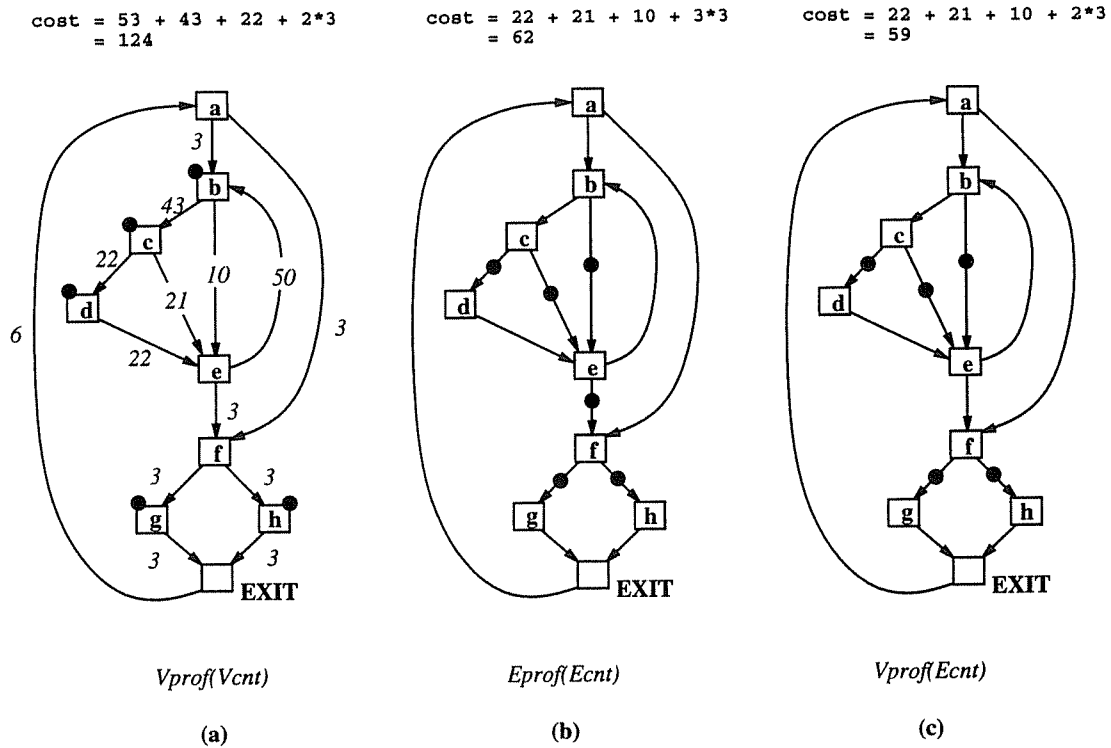 cost = 53 + 43 + 22 + 2*3
= 124
cost = 22 + 21 + 10 + 3*3
= 62
cost = 22 + 21 + 10 + 2*3
= 59
a
3
b
43
c
22
10
50
21
d
6
3
22
e
3
f
3
3
g
h
3
3
EXIT
Vprof(Vcnt)
(a)
a
b
c
d
e
f
g
h
EXIT
Eprof(Ecnt)
(b)
a
b
c
d
e
f
g
h
EXIT
Vprof(Ecnt)
(c)